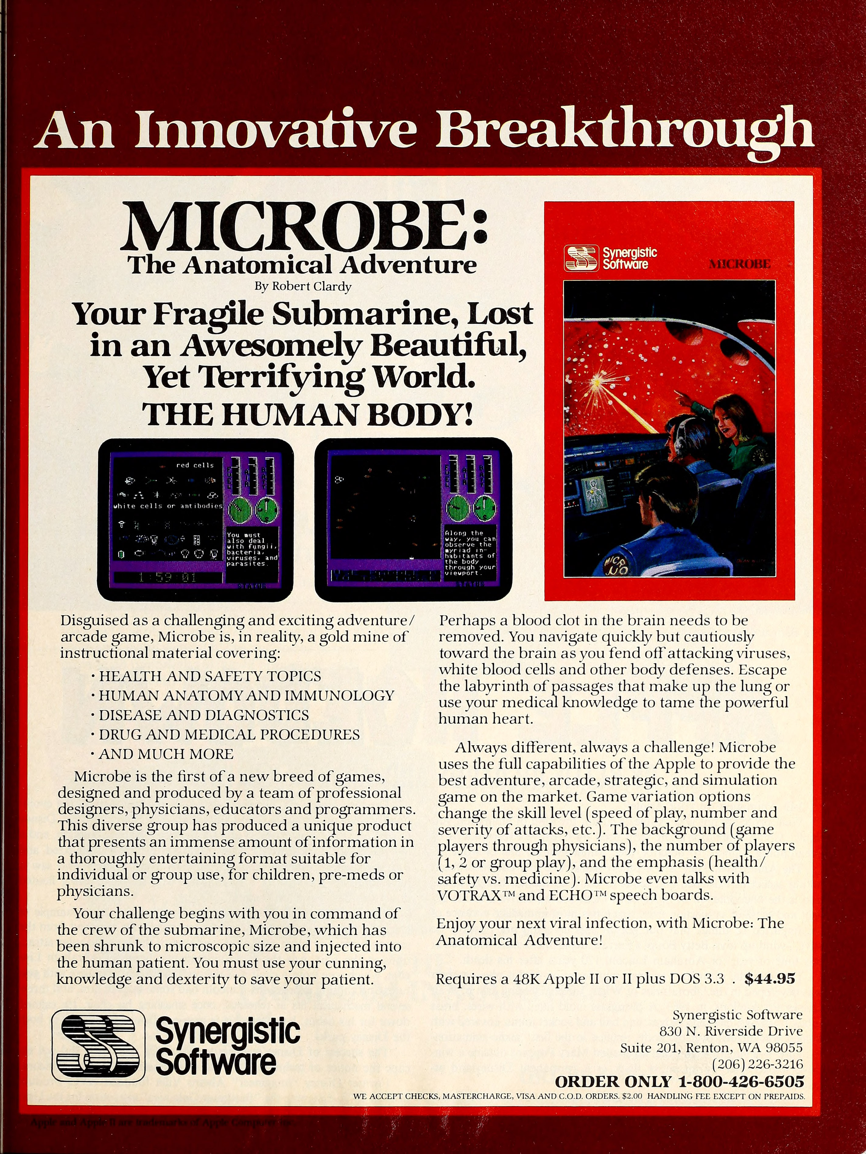 An Innovative Breakthrough
MICROBE:
The Anatomical Adventure
By Robert Clardy
Your Fragile Submarine, Lost
in an Awesomely Beautiful,
Yet Terrifying World.
THE HUMAN BODY!
Synergistic
Software
MICROBE
red cells
white cells or antibodies
You must
also deal
with fungii,
bacteria,
viruses, and
parasites.
1 59 01
STATUS
Along the
way, you can
observe the
myriad in-
habitants of
the body
through your
viewport.
STATUS
Disguised as a challenging and exciting adventure/
arcade game, Microbe is, in reality, a gold mine of
instructional material covering:
· HEALTH AND SAFETY TOPICS
· HUMAN ANATOMY AND IMMUNOLOGY
· DISEASE AND DIAGNOSTICS
· DRUG AND MEDICAL PROCEDURES
· AND MUCH MORE
Microbe is the first of a new breed of games,
designed and produced by a team of professional
designers, physicians, educators and programmers.
This diverse group has produced a unique product
that presents an immense amount of information in
a thoroughly entertaining format suitable for
individual or group use, for children, pre-meds or
physicians.
Your challenge begins with you in command of
the crew of the submarine, Microbe, which has
been shrunk to microscopic size and injected into
the human patient. You must use your cunning,
knowledge and dexterity to save your patient.
Perhaps a blood clot in the brain needs to be
removed. You navigate quickly but cautiously
toward the brain as you fend off attacking viruses,
white blood cells and other body defenses. Escape
the labyrinth of passages that make up the lung or
use your medical knowledge to tame the powerful
human heart.
Always different, always a challenge! Microbe
uses the full capabilities of the Apple to provide the
best adventure, arcade, strategic, and simulation
game on the market. Game variation options
change the skill level (speed of play, number and
severity of attacks, etc.). The background (game
players through physicians), the number of players
(1, 2 or group play), and the emphasis (health/
safety vs. medicine). Microbe even talks with
VOTRAX™ and ECHO™ speech boards.
Enjoy your next viral infection, with Microbe: The
Anatomical Adventure!
Requires a 48K Apple II or II plus DOS 3.3 . $44.95
Synergistic
Software
Synergistic Software
830 N. Riverside Drive
Suite 201, Renton, WA 98055
(206) 226-3216
ORDER ONLY 1-800-426-6505
WE ACCEPT CHECKS, MASTERCHARGE, VISA AND C.O.D. ORDERS. $2.00 HANDLING FEE EXCEPT ON PREPAIDS.
Apple and Apple II are trademarks of Apple Computer